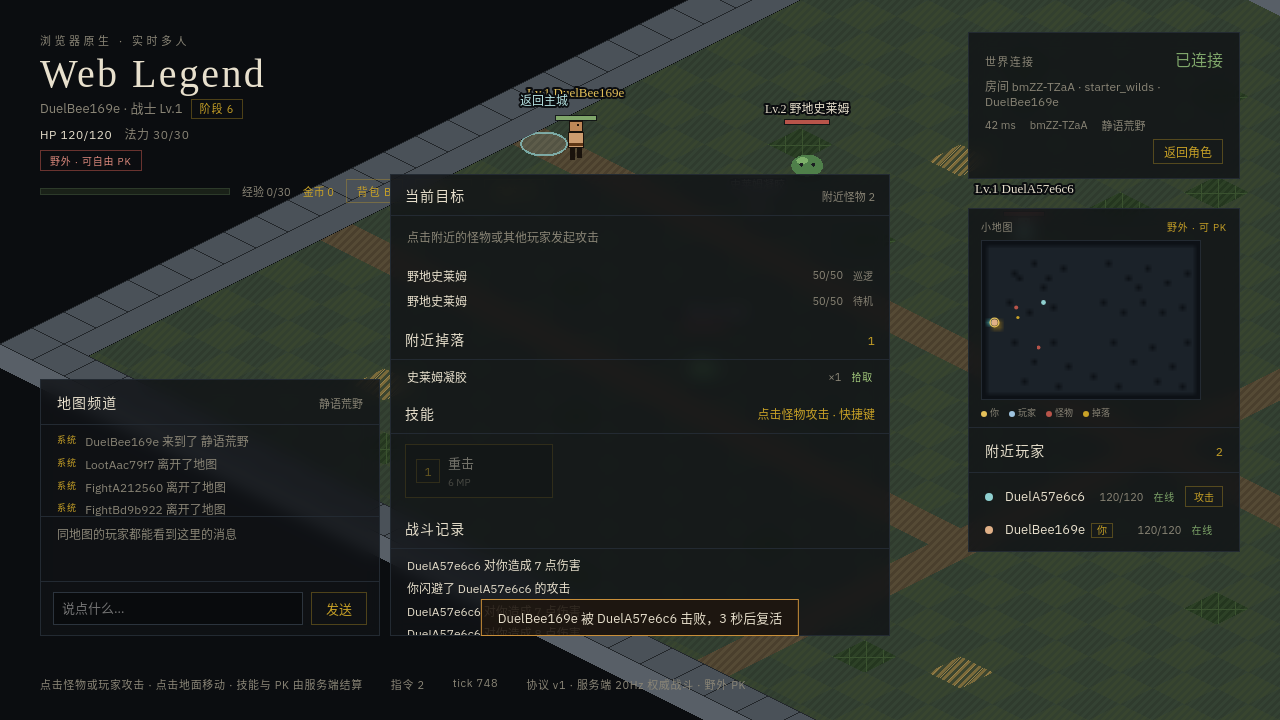 浏览器原生 · 实时多人
Web Legend
DuelBee169e · 战士 Lv.1 阶段 6
HP 120/120 法力 30/30
野外 · 可自由 PK
经验 0/30 金币 0 背包 B
DuelBee169e
返回主城
Lv.2 野地史莱姆
世界连接 已连接
房间 bmZZ-TZaA · starter_wilds ·
DuelBee169e
42 ms bmZZ-TZaA 静语荒野
返回角色
Lv.1 DuelA57e6c6
小地图 野外 · 可 PK
你 玩家 怪物 掉落
附近玩家 2
DuelA57e6c6 120/120 在线 攻击
DuelBee169e 你 120/120 在线
当前目标 附近怪物 2
点击附近的怪物或其他玩家发起攻击
野地史莱姆 50/50 巡逻
野地史莱姆 50/50 待机
附近掉落 1
史莱姆凝胶 ×1 拾取
技能 点击怪物攻击 · 快捷键
1 重击
6 MP
战斗记录
DuelA57e6c6 对你造成 7 点伤害
你闪避了 DuelA57e6c6 的攻击
DuelA57e6c6 对你造成 7 点伤害
DuelA57e6c6
DuelBee169e 被 DuelA57e6c6 击败，3 秒后复活
地图频道 静语荒野
系统 DuelBee169e 来到了 静语荒野
系统 LootAac79f7 离开了地图
系统 FightA212560 离开了地图
系统 FightBd9b922 离开了地图
同地图的玩家都能看到这里的消息
说点什么... 发送
点击怪物或玩家攻击 · 点击地面移动 · 技能与 PK 由服务端结算 指令 2 tick 748 协议 v1 · 服务端 20Hz 权威战斗 · 野外 PK